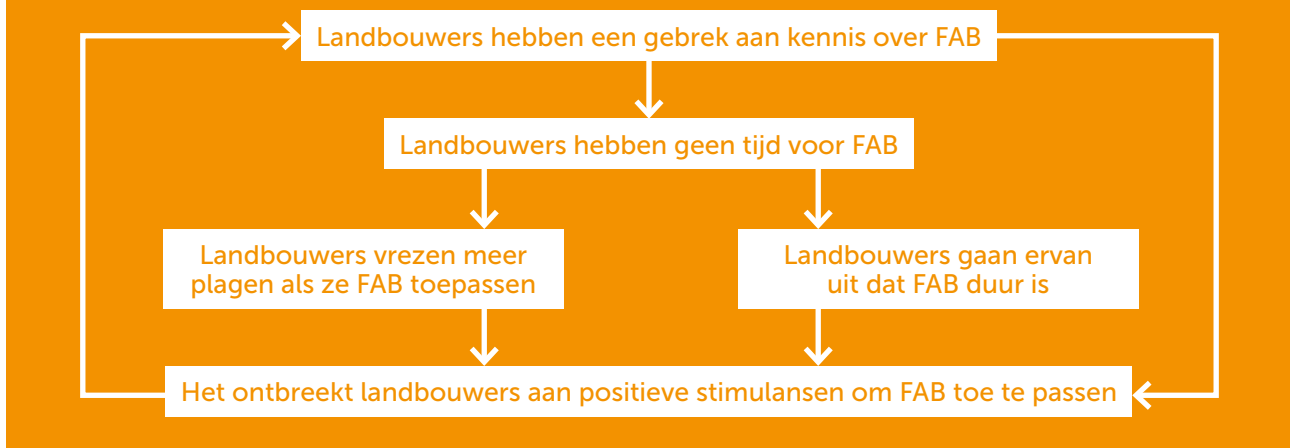 Landbouwers hebben een gebrek aan kennis over FAB
Landbouwers hebben geen tijd voor FAB
Landbouwers vrezen meer
plagen als ze FAB toepassen
Landbouwers gaan ervan
uit dat FAB duur is
Het ontbreekt landbouwers aan positieve stimulansen om FAB toe te passen